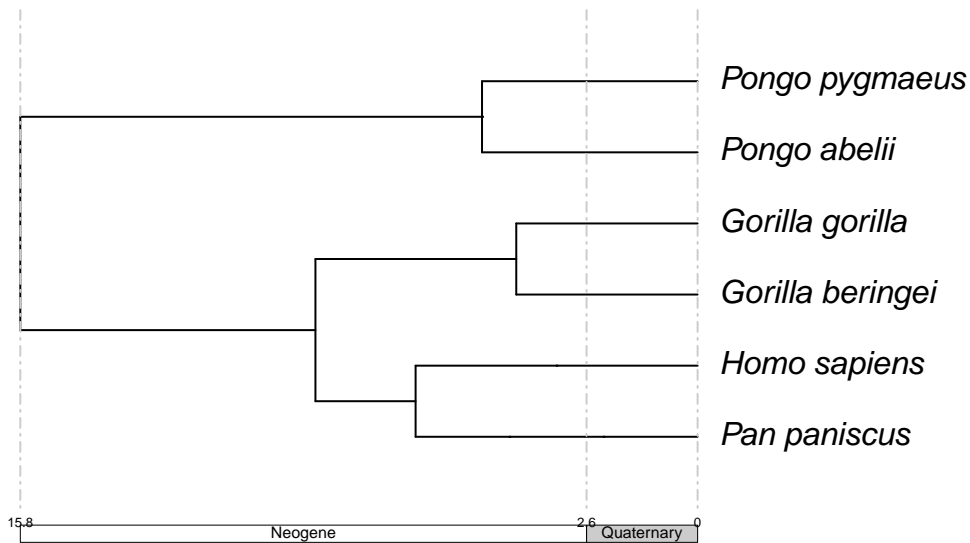 Pongo pygmaeus
Pongo abelii
Gorilla gorilla
Gorilla beringei
Homo sapiens
Pan paniscus
15.8 2.6 0
Neogene Quaternary